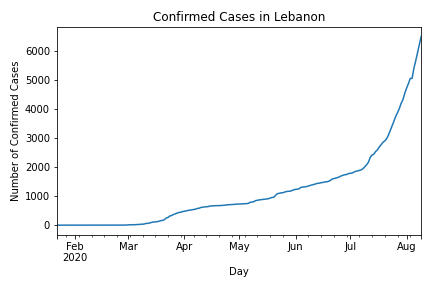 Confirmed Cases in Lebanon
Number of Confirmed Cases
6000
5000
4000
3000
2000
1000
0
Feb
2020
Mar
Apr
May
Jun
Jul
Aug
Day